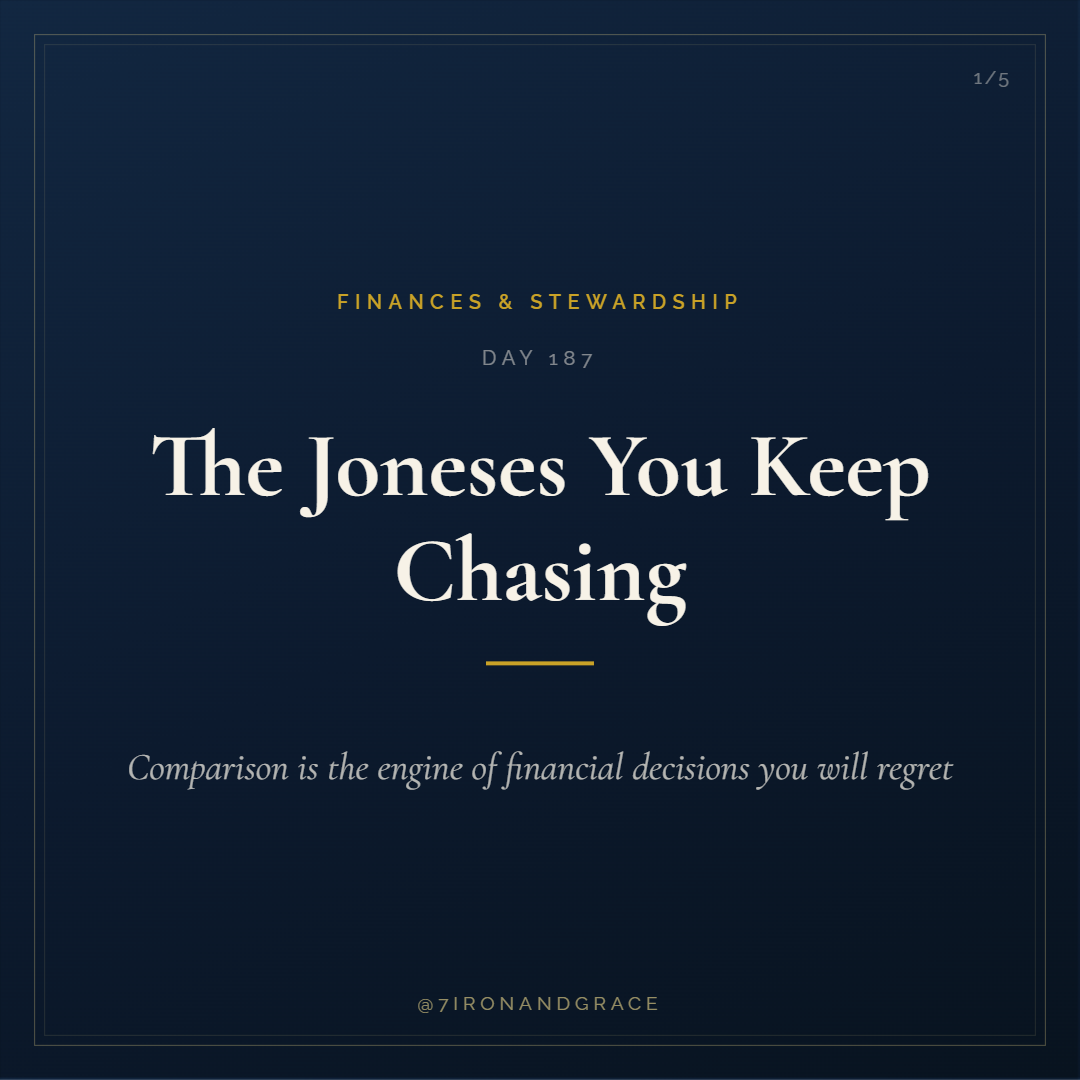 1/5
FINANCES & STEWARDSHIP
DAY 187
The Joneses You Keep
Chasing
Comparison is the engine of financial decisions you will regret
@7IRONANDGRACE